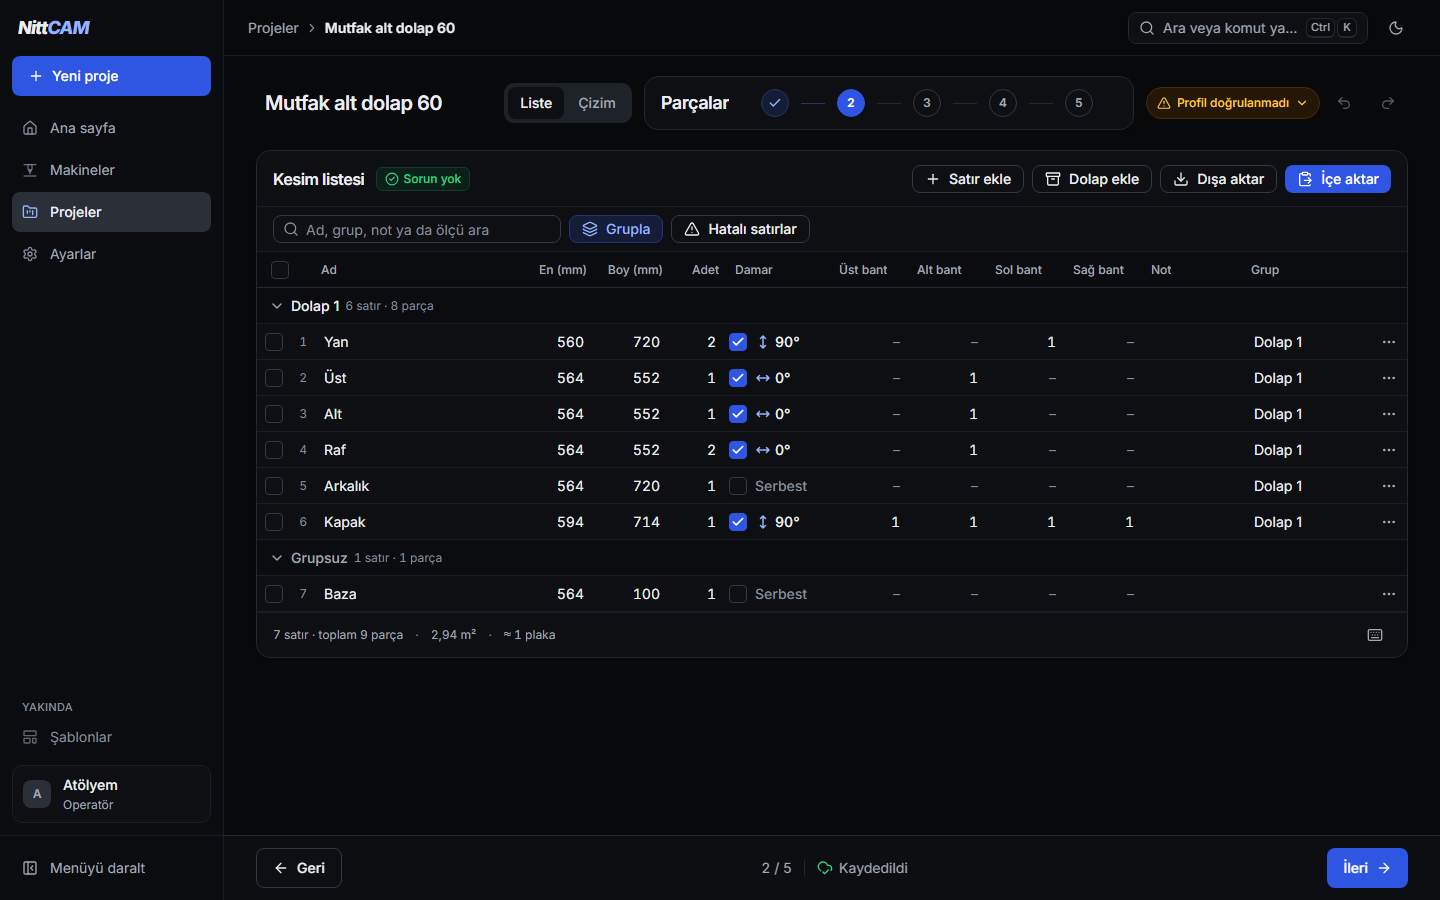 NittCAM
Projeler > Mutfak alt dolap 60
Ara veya komut ya... Ctrl K
Yeni proje
Ana sayfa
Makineler
Projeler
Ayarlar
Mutfak alt dolap 60
Liste Çizim
Parçalar 2 3 4 5
Profil doğrulanmadı
Kesim listesi Sorun yok
Satır ekle Dolap ekle Dışa aktar İçe aktar
Ad, grup, not ya da ölçü ara Grupla Hatalı satırlar
Ad En (mm) Boy (mm) Adet Damar Üst bant Alt bant Sol bant Sağ bant Not Grup
Dolap 1 6 satır · 8 parça
1 Yan 560 720 2 90° – – 1 – Dolap 1 ···
2 Üst 564 552 1 0° – 1 – – Dolap 1 ···
3 Alt 564 552 1 0° – 1 – – Dolap 1 ···
4 Raf 564 552 2 0° – 1 – – Dolap 1 ···
5 Arkalık 564 720 1 Serbest – – – – Dolap 1 ···
6 Kapak 594 714 1 90° 1 1 1 1 Dolap 1 ···
Grupsuz 1 satır · 1 parça
7 Baza 564 100 1 Serbest – – – – ···
7 satır · toplam 9 parça · 2,94 m² · ≈ 1 plaka
YAKINDA
Şablonlar
A Atölyem
Operatör
Menüyü daralt
Geri
2 / 5 Kaydedildi
İleri